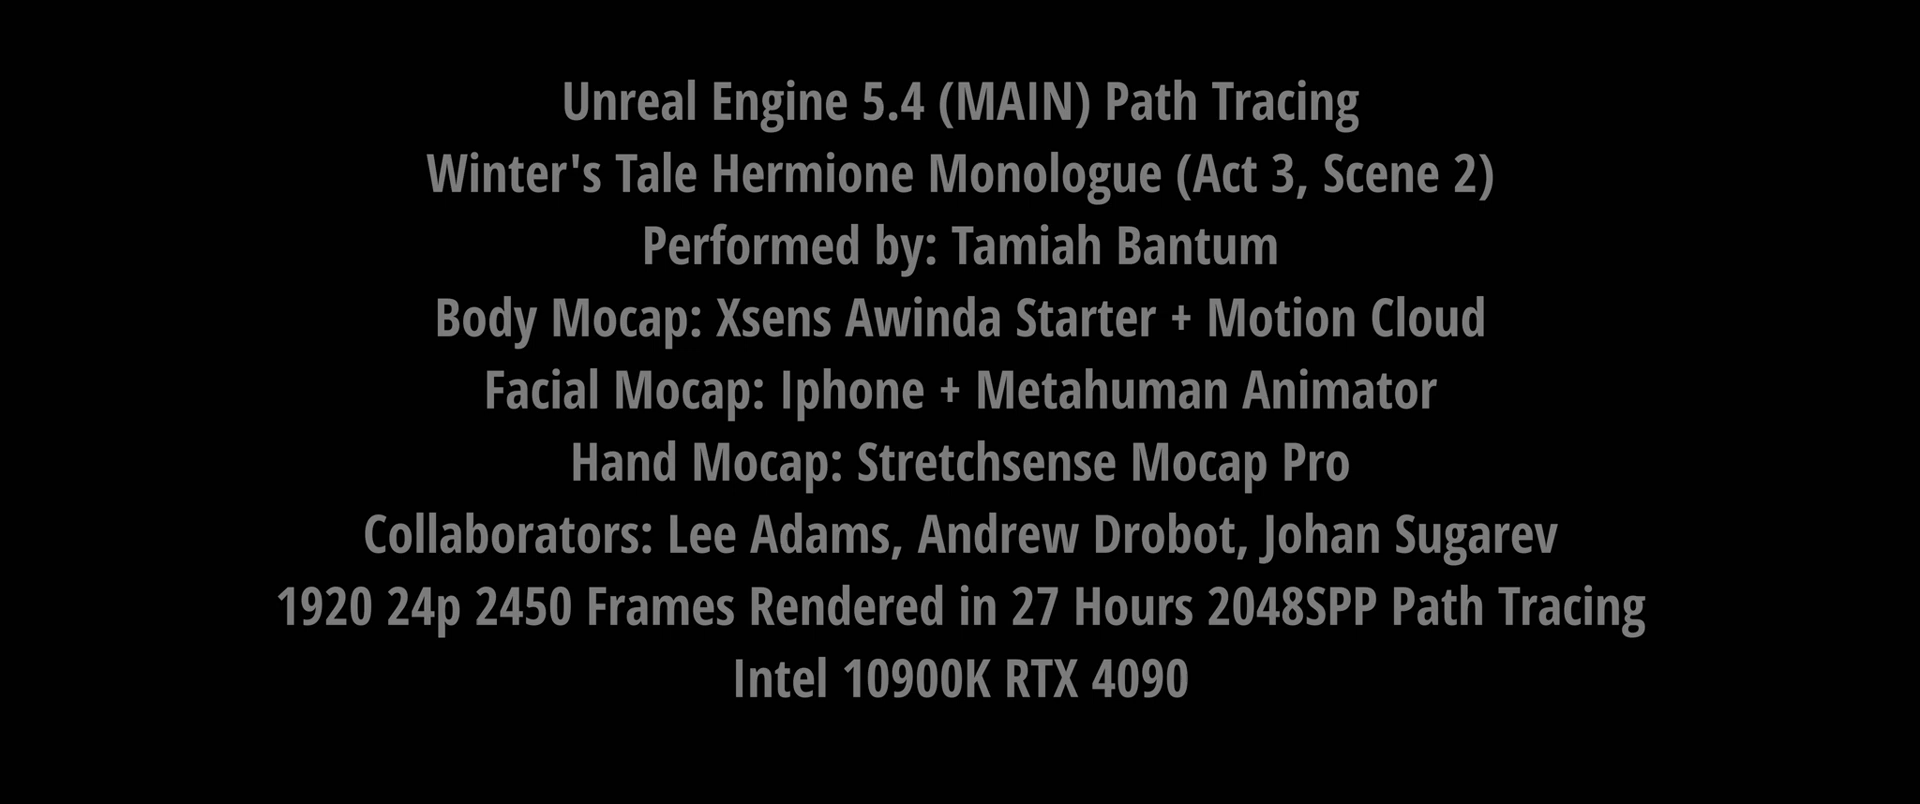 Unreal Engine 5.4 (MAIN) Path Tracing
Winter's Tale Hermione Monologue (Act 3, Scene 2)
Performed by: Tamiah Bantum
Body Mocap: Xsens Awinda Starter + Motion Cloud
Facial Mocap: Iphone + Metahuman Animator
Hand Mocap: Stretchsense Mocap Pro
Collaborators: Lee Adams, Andrew Drobot, Johan Sugarev
1920 24p 2450 Frames Rendered in 27 Hours 2048SPP Path Tracing
Intel 10900K RTX 4090